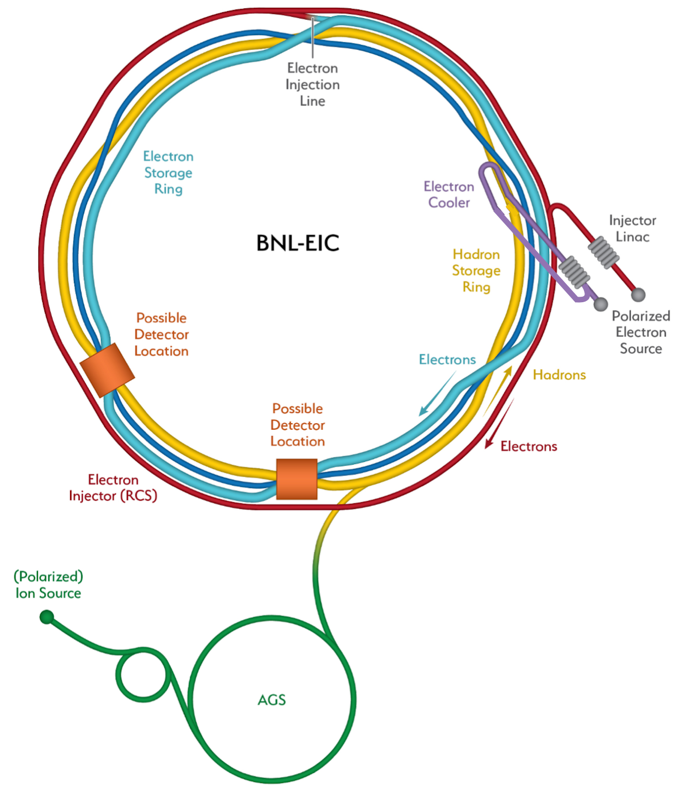 Electron
Injection
Line
Electron
Storage
Ring
Electron
Cooler
Injector
Linac
BNL-EIC
Hadron
Storage
Ring
Polarized
Electron
Source
Possible
Detector
Location
Electrons
Hadrons
Possible
Detector
Location
Electrons
Electron
Injector (RCS)
(Polarized)
Ion Source
AGS